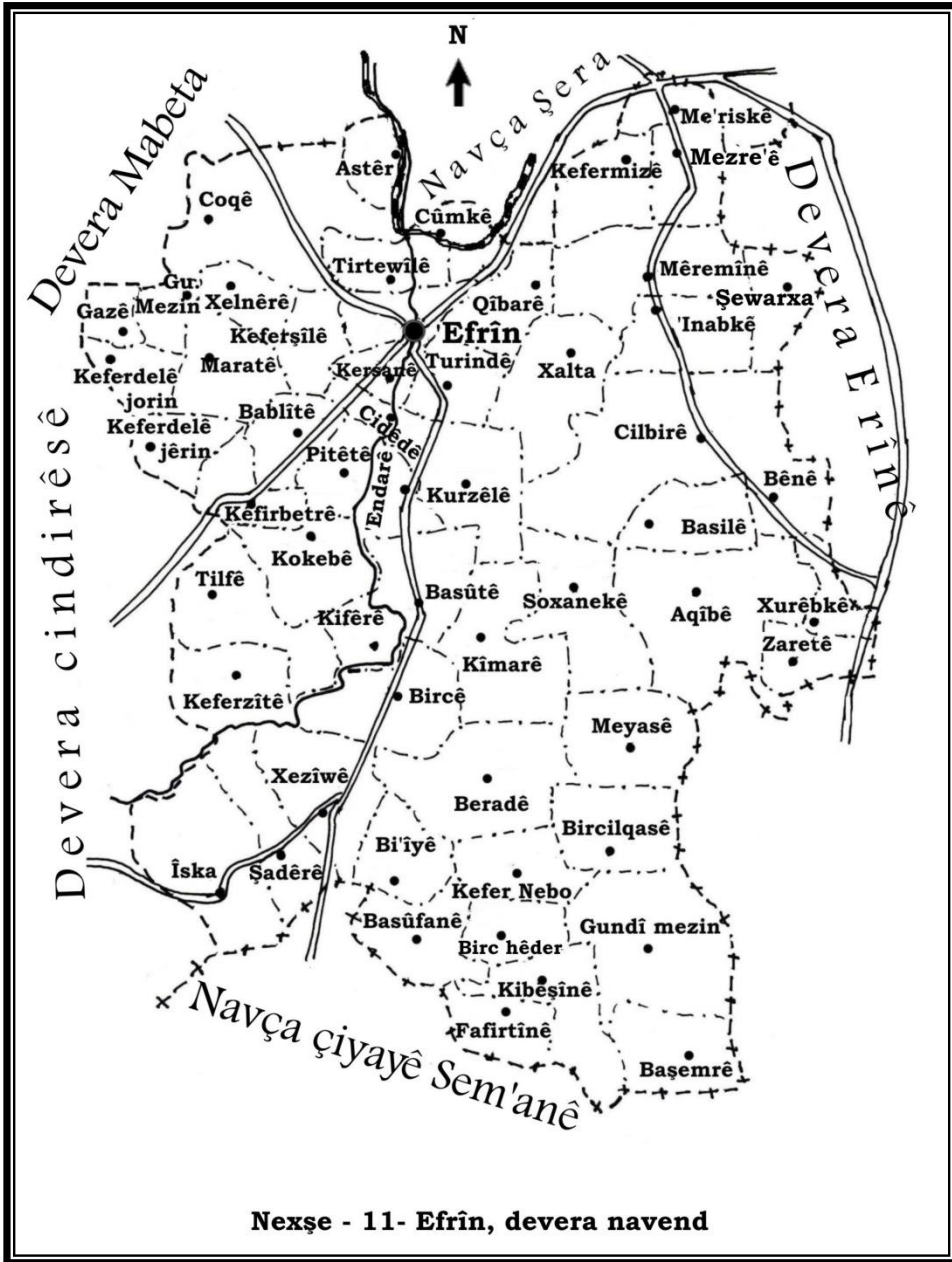 N
Devera Mabeta
Navça Şera
Devera Erînê
Devera cindirêsê
Navça çiyayê Sem'anê
Me'riskê
Mezre'ê
Kefermizê
Astêr
Coqê
Cûmkê
Tirtewîlê
Mêremînê
Gu
Mezin
Xelnêrê
Qîbarê
Şewarxa
'Inabkê
Gazê
Keferşîlê
'Efrîn
Turindê
Maratê
Kersanê
Xalta
Keferdelê
jorin
Bablîtê
Cidêdê
Keferdelê
jêrin
Cilbirê
Pitêtê
'Endarê
Kurzêlê
Bênê
Kefirbetrê
Basilê
Kokebê
Tilfê
Basûtê
Soxanekê
Aqîbê
Xurêbkê
Kifêrê
Zaretê
Kîmarê
Keferzîtê
Bircê
Meyasê
Xezîwê
Beradê
Bircilqasê
Bi'îyê
Îska
Şadêrê
Kefer Nebo
Basûfanê
Gundî mezin
Birc hêder
Kibêşînê
Fafirtînê
Başemrê
Nexşe - 11- Efrîn, devera navend